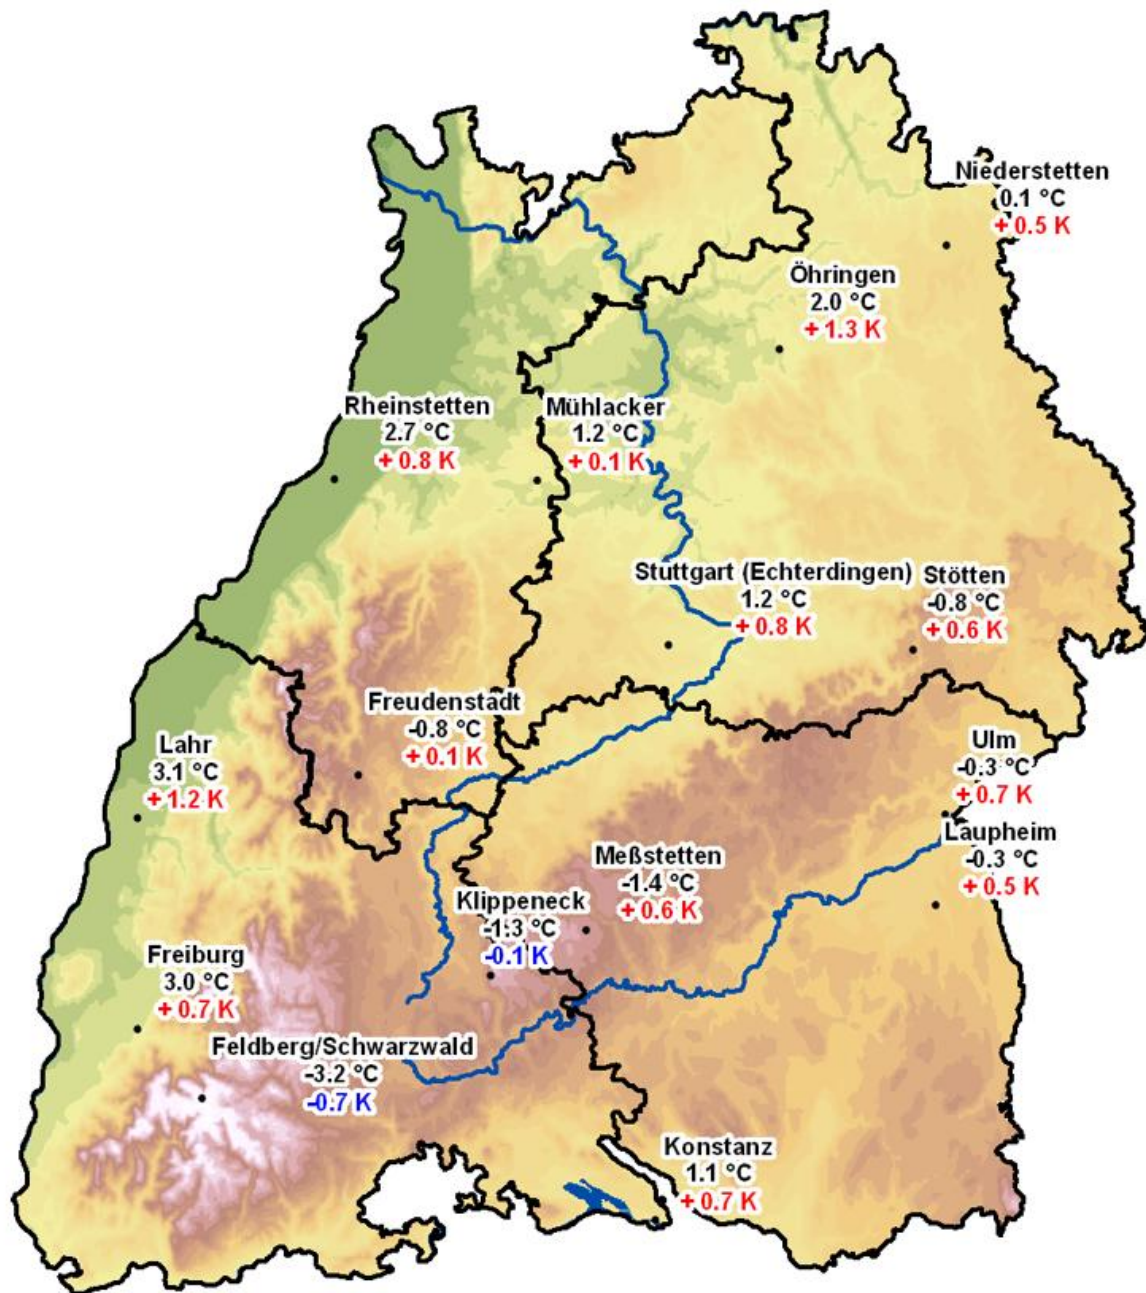 Niederstetten
0.1 °C
+ 0.5 K
Öhringen
2.0 °C
+ 1.3 K
Rheinstetten
2.7 °C
+ 0.8 K
Mühlacker
1.2 °C
+ 0.1 K
Stuttgart (Echterdingen)
1.2 °C
+ 0.8 K
Stötten
-0.8 °C
+ 0.6 K
Freudenstadt
-0.8 °C
+ 0.1 K
Lahr
3.1 °C
+ 1.2 K
Ulm
-0.3 °C
+ 0.7 K
Laupheim
-0.3 °C
+ 0.5 K
Meßstetten
-1.4 °C
+ 0.6 K
Klippeneck
-1.3 °C
-0.1 K
Freiburg
3.0 °C
+ 0.7 K
Feldberg/Schwarzwald
-3.2 °C
-0.7 K
Konstanz
1.1 °C
+ 0.7 K